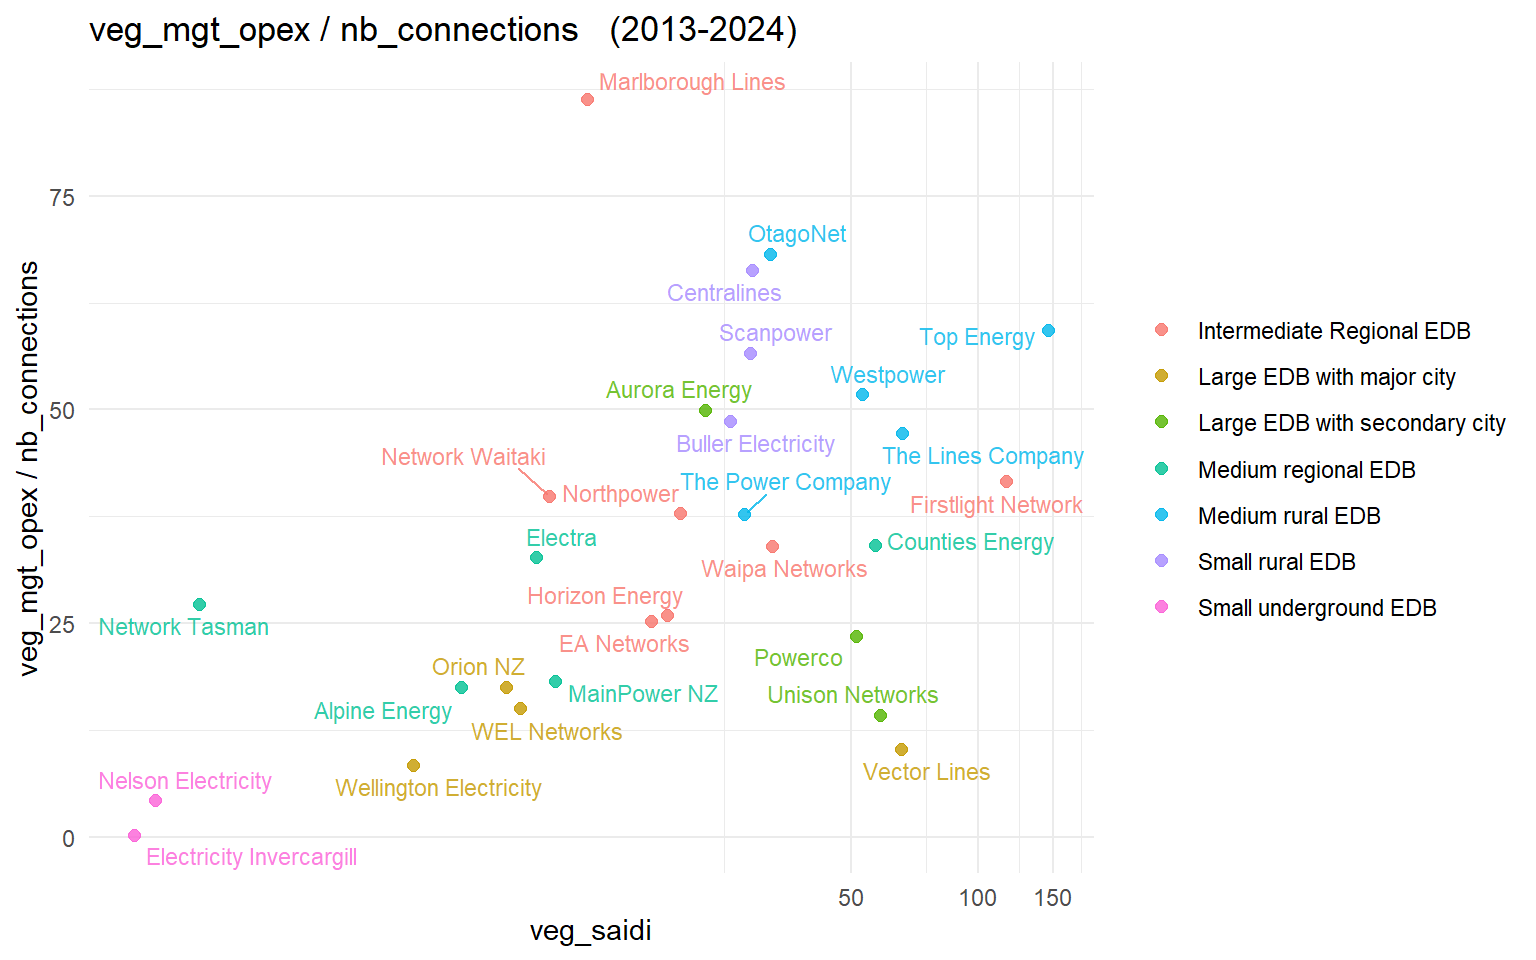 veg_mgt_opex / nb_connections (2013-2024)
Marlborough Lines
75
OtagoNet
Centralines
Scanpower
Top Energy
Westpower
Aurora Energy
50
Buller Electricity
Network Waitaki
The Lines Company
The Power Company
Northpower
Firstlight Network
Electra
Counties Energy
Waipa Networks
Horizon Energy
Network Tasman
25
EA Networks
Powerco
Orion NZ
MainPower NZ
Unison Networks
Alpine Energy
WEL Networks
Vector Lines
Nelson Electricity
Wellington Electricity
0
Electricity Invercargill
50 100 150
veg_saidi
veg_mgt_opex / nb_connections
Intermediate Regional EDB
Large EDB with major city
Large EDB with secondary city
Medium regional EDB
Medium rural EDB
Small rural EDB
Small underground EDB